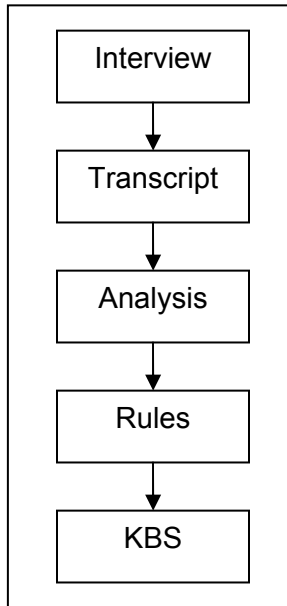 Interview
Transcript
Analysis
Rules
KBS